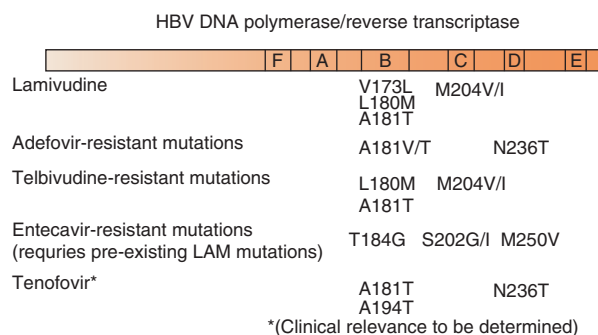 HBV DNA polymerase/reverse transcriptase
F A B C D E
Lamivudine V173L M204V/I
L180M
A181T
Adefovir-resistant mutations A181V/T N236T
Telbivudine-resistant mutations L180M M204V/I
A181T
Entecavir-resistant mutations
(requries pre-existing LAM mutations) T184G S202G/I M250V
Tenofovir* A181T N236T
A194T
*(Clinical relevance to be determined)